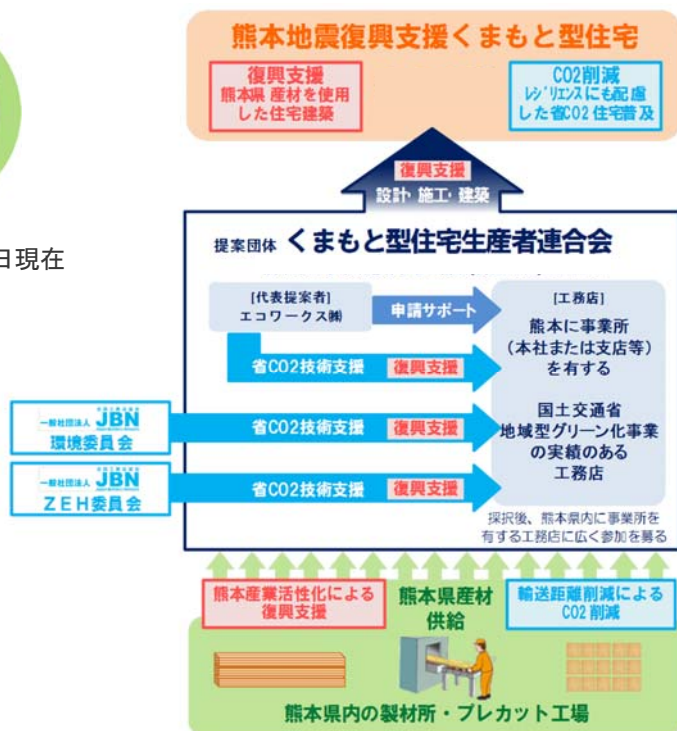 熊本地震復興支援くまもと型住宅
復興支援
熊本県 産材を使用
した住宅建築
CO2削減
レジリエンスにも配慮
した省CO2 住宅普及
復興支援
設計・施工・建築
日現在
提案団体 くまもと型住宅生産者連合会
[代表提案者]
エコワークス㈱
申請サポート
[工務店]
熊本に事業所
(本社または支店等)
を有する
省CO2技術支援 復興支援
国土交通省
地域型グリーン化事業
の実績のある
工務店
一般社団法人 JBN
環境委員会
省CO2技術支援 復興支援
一般社団法人 JBN
ZEH委員会
省CO2技術支援 復興支援
採択後、熊本県内に事業所を
有する工務店に広く参加を募る
熊本産業活性化による
復興支援
熊本県産材
供給
輸送距離削減による
CO2 削減
熊本県内の製材所・プレカット工場